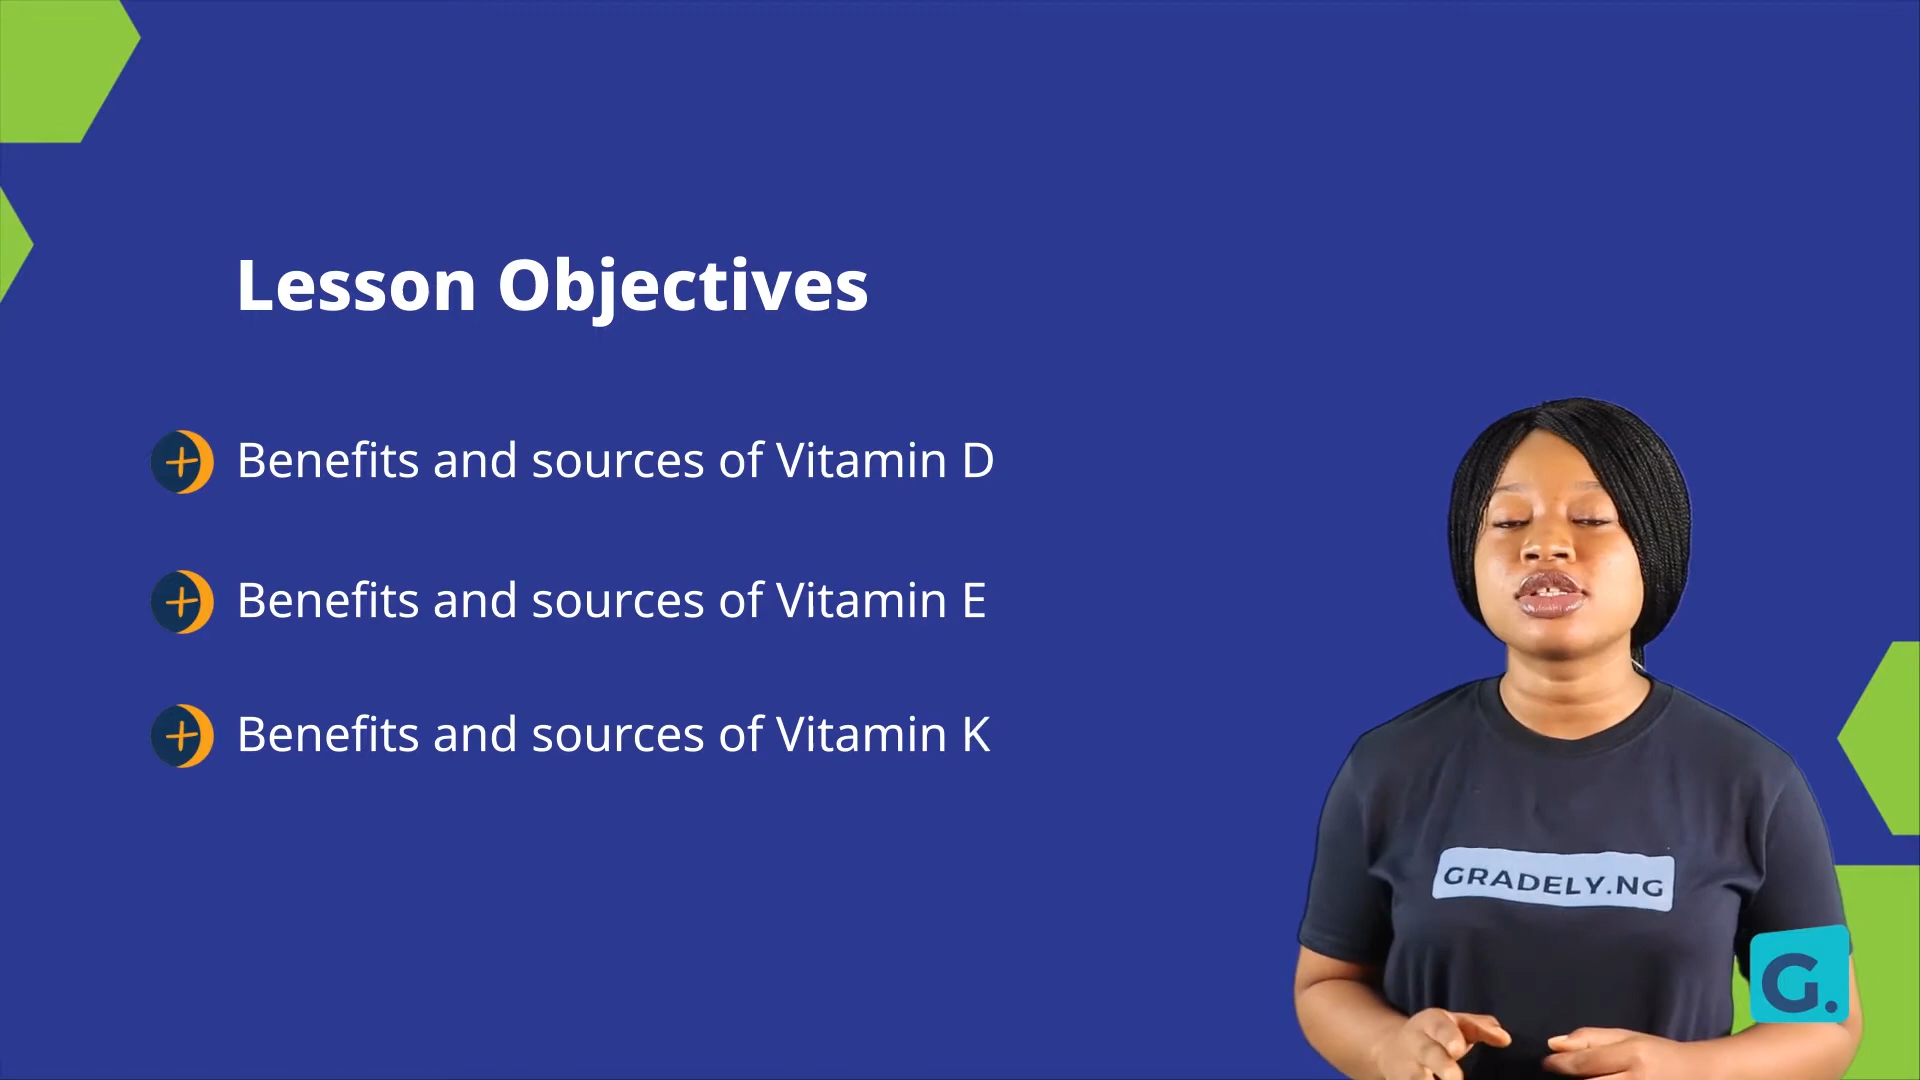 Lesson Objectives
Benefits and sources of Vitamin D
Benefits and sources of Vitamin E
Benefits and sources of Vitamin K
GRADELY.NG
G.